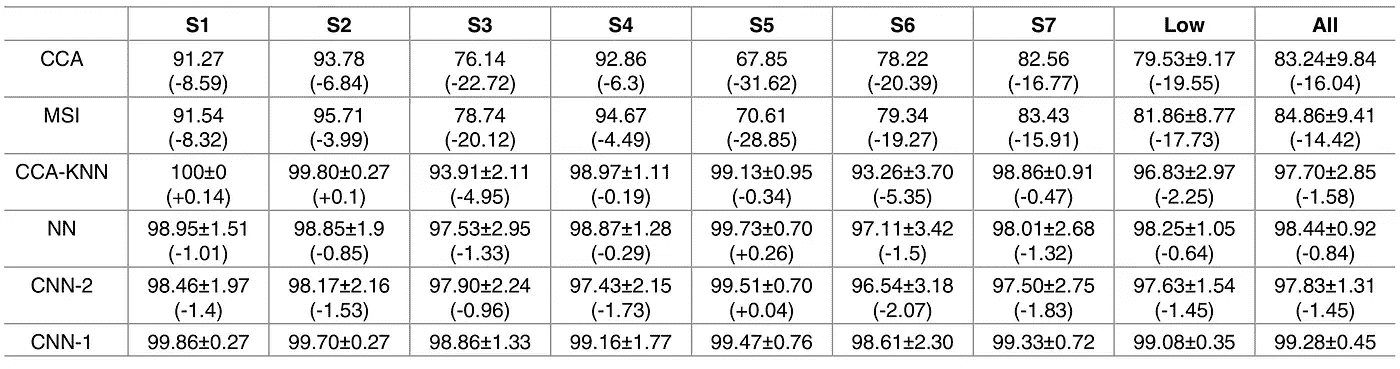 S1 S2 S3 S4 S5 S6 S7 Low All
CCA 91.27 93.78 76.14 92.86 67.85 78.22 82.56 79.53±9.17 83.24±9.84
(-8.59) (-6.84) (-22.72) (-6.3) (-31.62) (-20.39) (-16.77) (-19.55) (-16.04)
MSI 91.54 95.71 78.74 94.67 70.61 79.34 83.43 81.86±8.77 84.86±9.41
(-8.32) (-3.99) (-20.12) (-4.49) (-28.85) (-19.27) (-15.91) (-17.73) (-14.42)
CCA-KNN 100±0 99.80±0.27 93.91±2.11 98.97±1.11 99.13±0.95 93.26±3.70 98.86±0.91 96.83±2.97 97.70±2.85
(+0.14) (+0.1) (-4.95) (-0.19) (-0.34) (-5.35) (-0.47) (-2.25) (-1.58)
NN 98.95±1.51 98.85±1.9 97.53±2.95 98.87±1.28 99.73±0.70 97.11±3.42 98.01±2.68 98.25±1.05 98.44±0.92
(-1.01) (-0.85) (-1.33) (-0.29) (+0.26) (-1.5) (-1.32) (-0.64) (-0.84)
CNN-2 98.46±1.97 98.17±2.16 97.90±2.24 97.43±2.15 99.51±0.70 96.54±3.18 97.50±2.75 97.63±1.54 97.83±1.31
(-1.4) (-1.53) (-0.96) (-1.73) (+0.04) (-2.07) (-1.83) (-1.45) (-1.45)
CNN-1 99.86±0.27 99.70±0.27 98.86±1.33 99.16±1.77 99.47±0.76 98.61±2.30 99.33±0.72 99.08±0.35 99.28±0.45